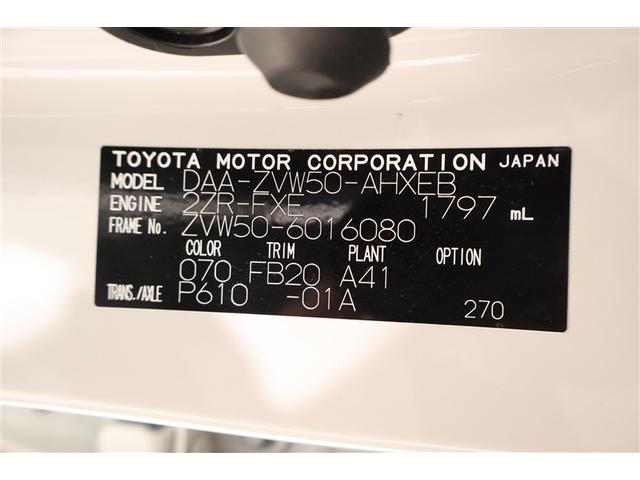 TOYOTA MOTOR CORPORATION JAPAN
MODEL DAA-ZVW50-AHXEB
ENGINE 2ZR-FXE 1797 mL
FRAME No. ZVW50-6016080
COLOR TRIM PLANT OPTION
070 FB20 A41
TRANS./AXLE P610 -01A 270